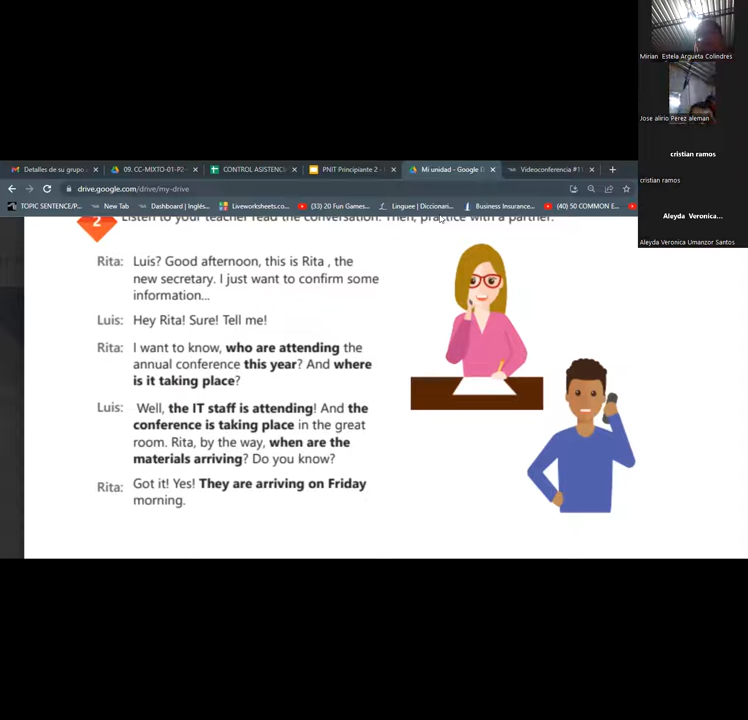 Mirian Estela Argueta Colindres
Jose alirio Perez aleman
cristian ramos
cristian ramos
Aleyda Veronica...
Aleyda Veronica Umanzor Santos
Detalles de su grupo
09. CC-MIXTO-01-P2-
CONTROL ASISTENC
PNIT Principiante 2 -
Mi unidad - Google D
Videoconferencia #1
drive.google.com/drive/my-drive
TOPIC SENTENCE/P...
New Tab
Dashboard | Inglés...
Liveworksheets.co...
(33) 20 Fun Games...
Linguee | Diccionari...
Business Insurance...
(40) 50 COMMON E...
2 Listen to your teacher read the conversation. Then, practice with a partner.
Rita: Luis? Good afternoon, this is Rita , the
new secretary. I just want to confirm some
information...
Luis: Hey Rita! Sure! Tell me!
Rita: I want to know, who are attending the
annual conference this year? And where
is it taking place?
Luis: Well, the IT staff is attending! And the
conference is taking place in the great
room. Rita, by the way, when are the
materials arriving? Do you know?
Rita: Got it! Yes! They are arriving on Friday
morning.